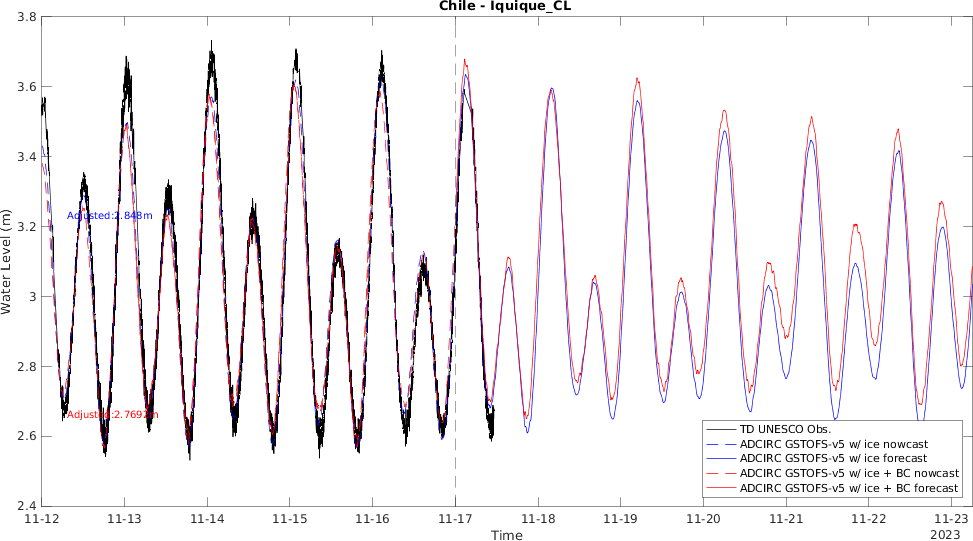 Chile - Iquique_CL
3.8
3.6
3.4
3.2
3
2.8
2.6
2.4
Water Level (m)
Adjusted:2.848m
Adjusted:2.7692m
TD UNESCO Obs.
ADCIRC GSTOFS-v5 w/ ice nowcast
ADCIRC GSTOFS-v5 w/ ice forecast
ADCIRC GSTOFS-v5 w/ ice + BC nowcast
ADCIRC GSTOFS-v5 w/ ice + BC forecast
11-12 11-13 11-14 11-15 11-16 11-17 11-18 11-19 11-20 11-21 11-22 11-23
Time
2023